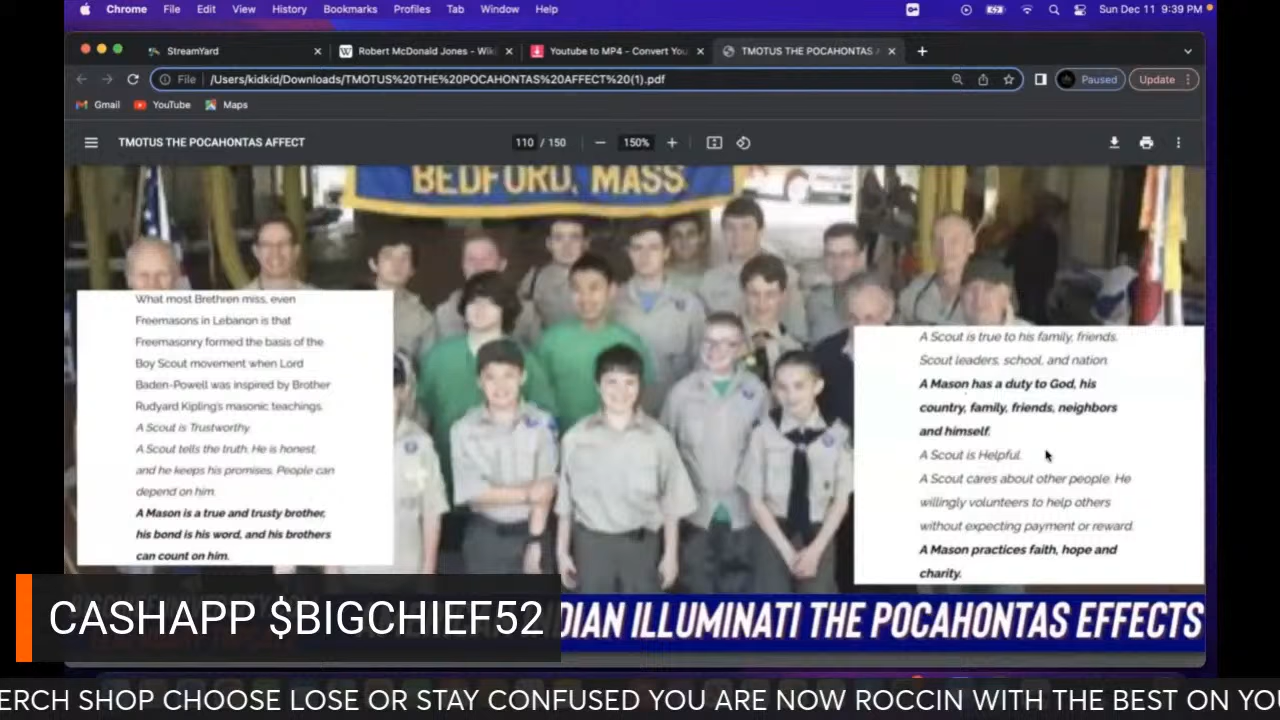 Chrome File Edit View History Bookmarks Profiles Tab Window Help Sun Dec 11 9:39 PM
StreamYard Robert McDonald Jones - Wiki Youtube to MP4 - Convert You TMOTUS THE POCAHONTAS A
File /Users/kidkid/Downloads/TMOTUS%20THE%20POCAHONTAS%20AFFECT%20(1).pdf Paused Update
Gmail YouTube Maps
TMOTUS THE POCAHONTAS AFFECT 110 / 150 150%
BEDFORD, MASS
What most Brethren miss, even
Freemasons in Lebanon is that
Freemasonry formed the basis of the
Boy Scout movement when Lord
Baden-Powell was inspired by Brother
Rudyard Kipling's masonic teachings.
A Scout is Trustworthy
A Scout tells the truth. He is honest,
and he keeps his promises. People can
depend on him.
A Mason is a true and trusty brother,
his bond is his word, and his brothers
can count on him.
A Scout is true to his family, friends,
Scout leaders, school, and nation.
A Mason has a duty to God, his
country, family, friends, neighbors
and himself.
A Scout is Helpful.
A Scout cares about other people. He
willingly volunteers to help others
without expecting payment or reward.
A Mason practices faith, hope and
charity.
CASHAPP $BIGCHIEF52
DIAN ILLUMINATI THE POCAHONTAS EFFECTS
ERCH SHOP CHOOSE LOSE OR STAY CONFUSED YOU ARE NOW ROCCIN WITH THE BEST ON YO